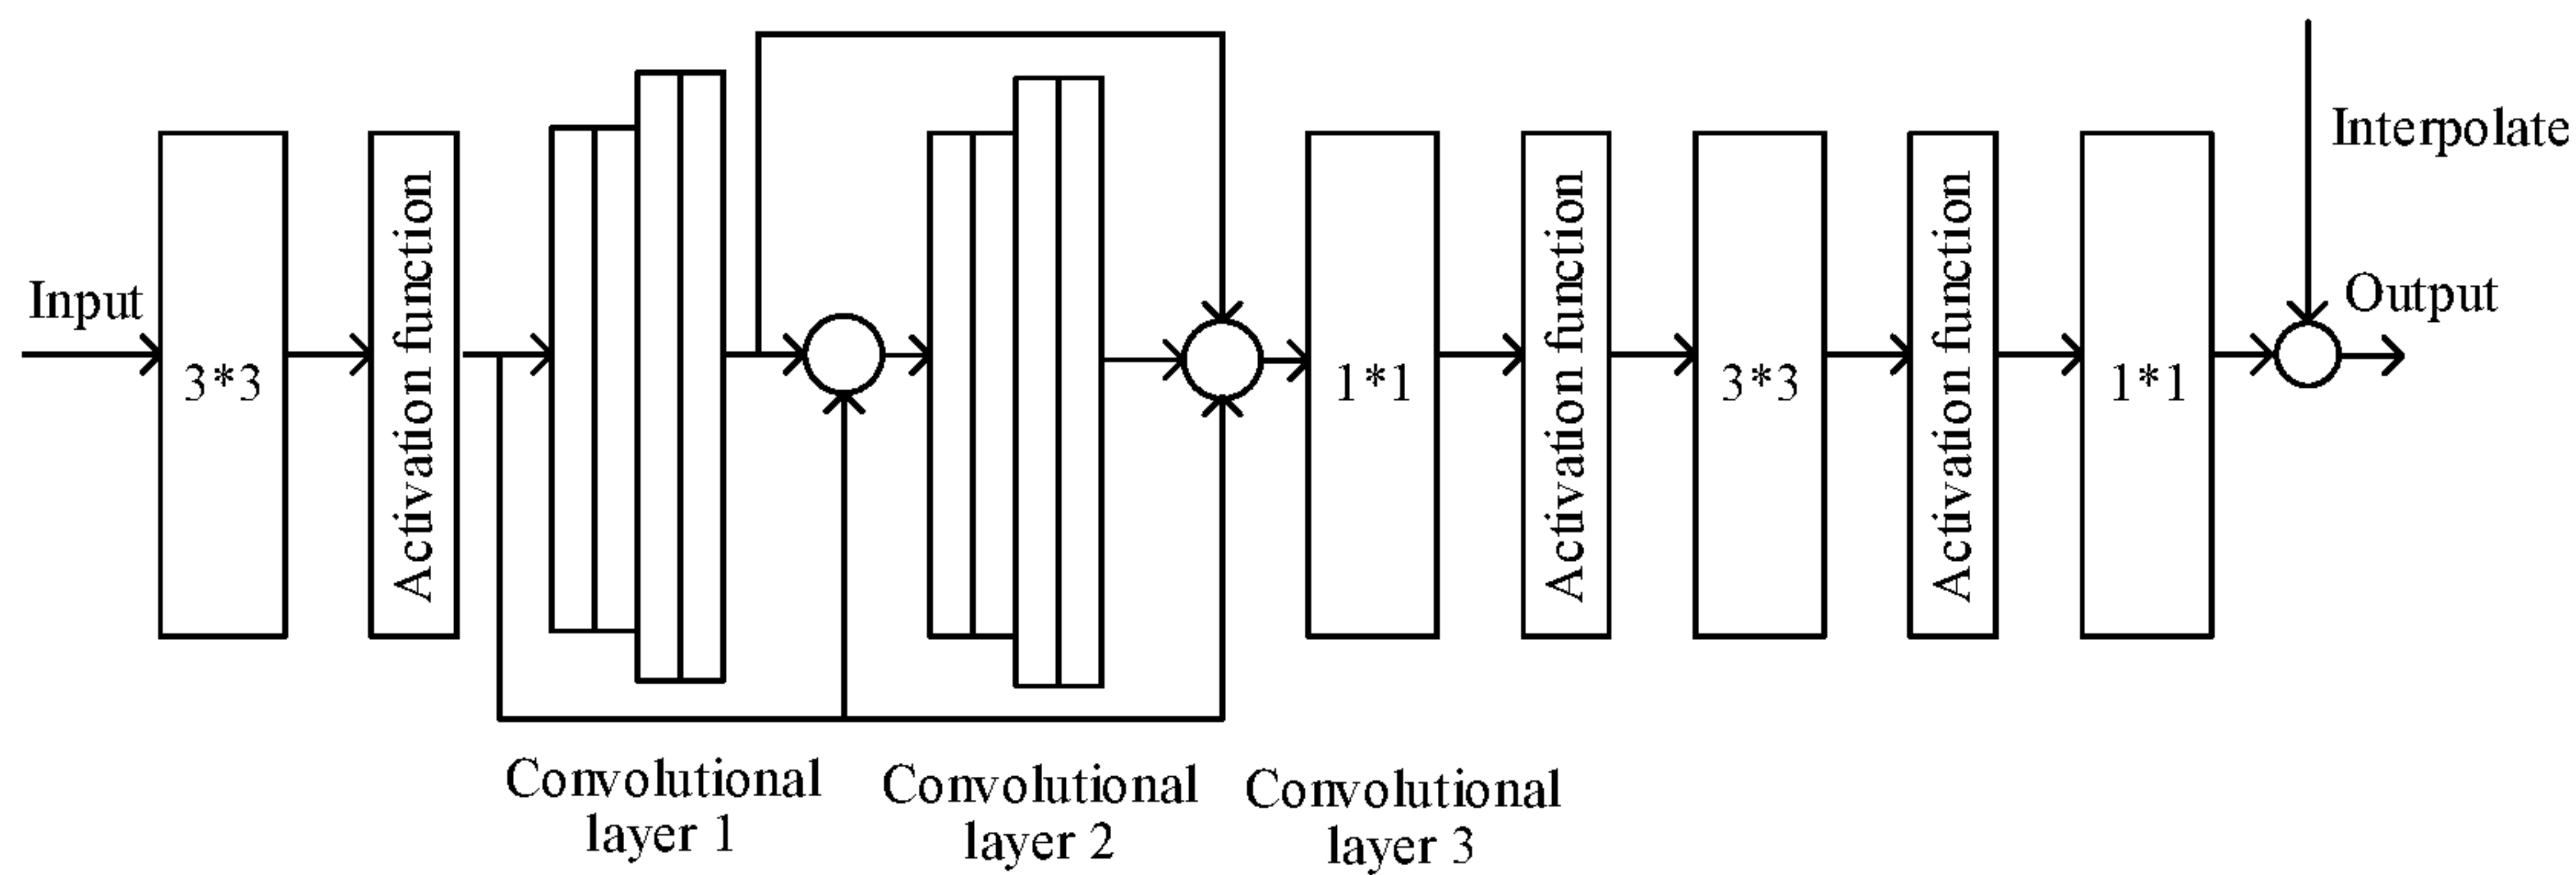 Input
3*3
Activation function
Convolutional
layer 1
Convolutional
layer 2
1*1
Convolutional
layer 3
Activation function
3*3
Activation function
1*1
Interpolate
Output